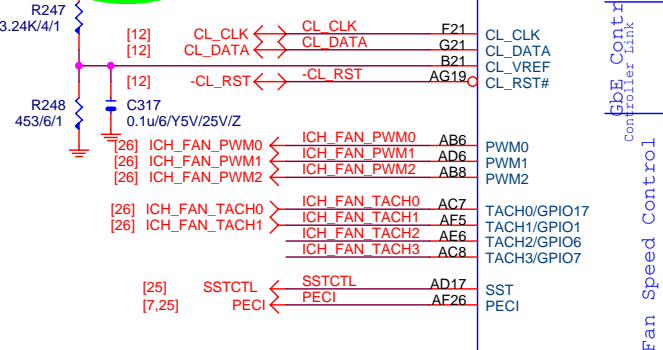 R247
3.24K/4/1
[12] CL_CLK CL_CLK F21 CL_CLK
[12] CL_DATA CL_DATA G21 CL_DATA
B21 CL_VREF
[12] -CL_RST -CL_RST AG19 CL_RST#
R248
453/6/1
C317
0.1u/6/Y5V/25V/Z
[26] ICH_FAN_PWM0 ICH_FAN_PWM0 AB6 PWM0
[26] ICH_FAN_PWM1 ICH_FAN_PWM1 AD6 PWM1
[26] ICH_FAN_PWM2 ICH_FAN_PWM2 AB8 PWM2
[26] ICH_FAN_TACH0 ICH_FAN_TACH0 AC7 TACH0/GPIO17
[26] ICH_FAN_TACH1 ICH_FAN_TACH1 AF5 TACH1/GPIO1
ICH_FAN_TACH2 AE6 TACH2/GPIO6
ICH_FAN_TACH3 AC8 TACH3/GPIO7
[25] SSTCTL SSTCTL AD17 SST
[7,25] PECI PECI AF26 PECI
GbE Contr
Controller Link
Fan Speed Control